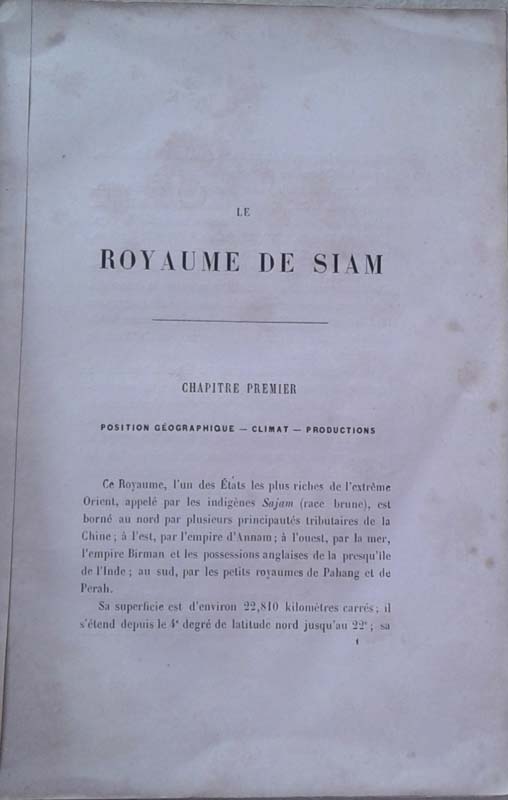 LE
ROYAUME DE SIAM
CHAPITRE PREMIER
POSITION GÉOGRAPHIQUE — CLIMAT — PRODUCTIONS
Ce Royaume, l'un des États les plus riches de l'extrême
Orient, appelé par les indigènes Sajam (race brune), est
borné au nord par plusieurs principautés tributaires de la
Chine; à l'est, par l'empire d'Annam; à l'ouest, par la mer,
l'empire Birman et les possessions anglaises de la presqu'île
de l'Inde; au sud, par les petits royaumes de Pahang et de
Perah.
Sa superficie est d'environ 22,810 kilomètres carrés; il
s'étend depuis le 4e degré de latitude nord jusqu'au 22e; sa
1